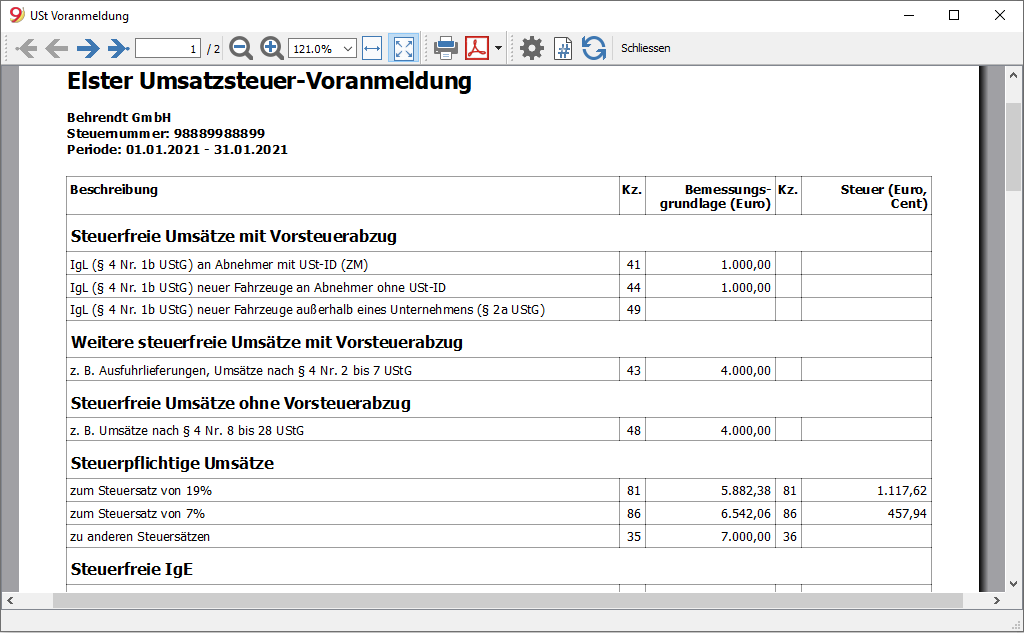 USt Voranmeldung
1 / 2 121.0% Schliessen
Elster Umsatzsteuer-Voranmeldung
Behrendt GmbH
Steuernummer: 98889988899
Periode: 01.01.2021 - 31.01.2021
Beschreibung Kz. Bemessungs- Kz. Steuer (Euro,
grundlage (Euro) Cent)
Steuerfreie Umsätze mit Vorsteuerabzug
IgL (§ 4 Nr. 1b UStG) an Abnehmer mit USt-ID (ZM) 41 1.000,00
IgL (§ 4 Nr. 1b UStG) neuer Fahrzeuge an Abnehmer ohne USt-ID 44 1.000,00
IgL (§ 4 Nr. 1b UStG) neuer Fahrzeuge außerhalb eines Unternehmens (§ 2a UStG) 49
Weitere steuerfreie Umsätze mit Vorsteuerabzug
z. B. Ausfuhrlieferungen, Umsätze nach § 4 Nr. 2 bis 7 UStG 43 4.000,00
Steuerfreie Umsätze ohne Vorsteuerabzug
z. B. Umsätze nach § 4 Nr. 8 bis 28 UStG 48 4.000,00
Steuerpflichtige Umsätze
zum Steuersatz von 19% 81 5.882,38 81 1.117,62
zum Steuersatz von 7% 86 6.542,06 86 457,94
zu anderen Steuersätzen 35 7.000,00 36
Steuerfreie IgE